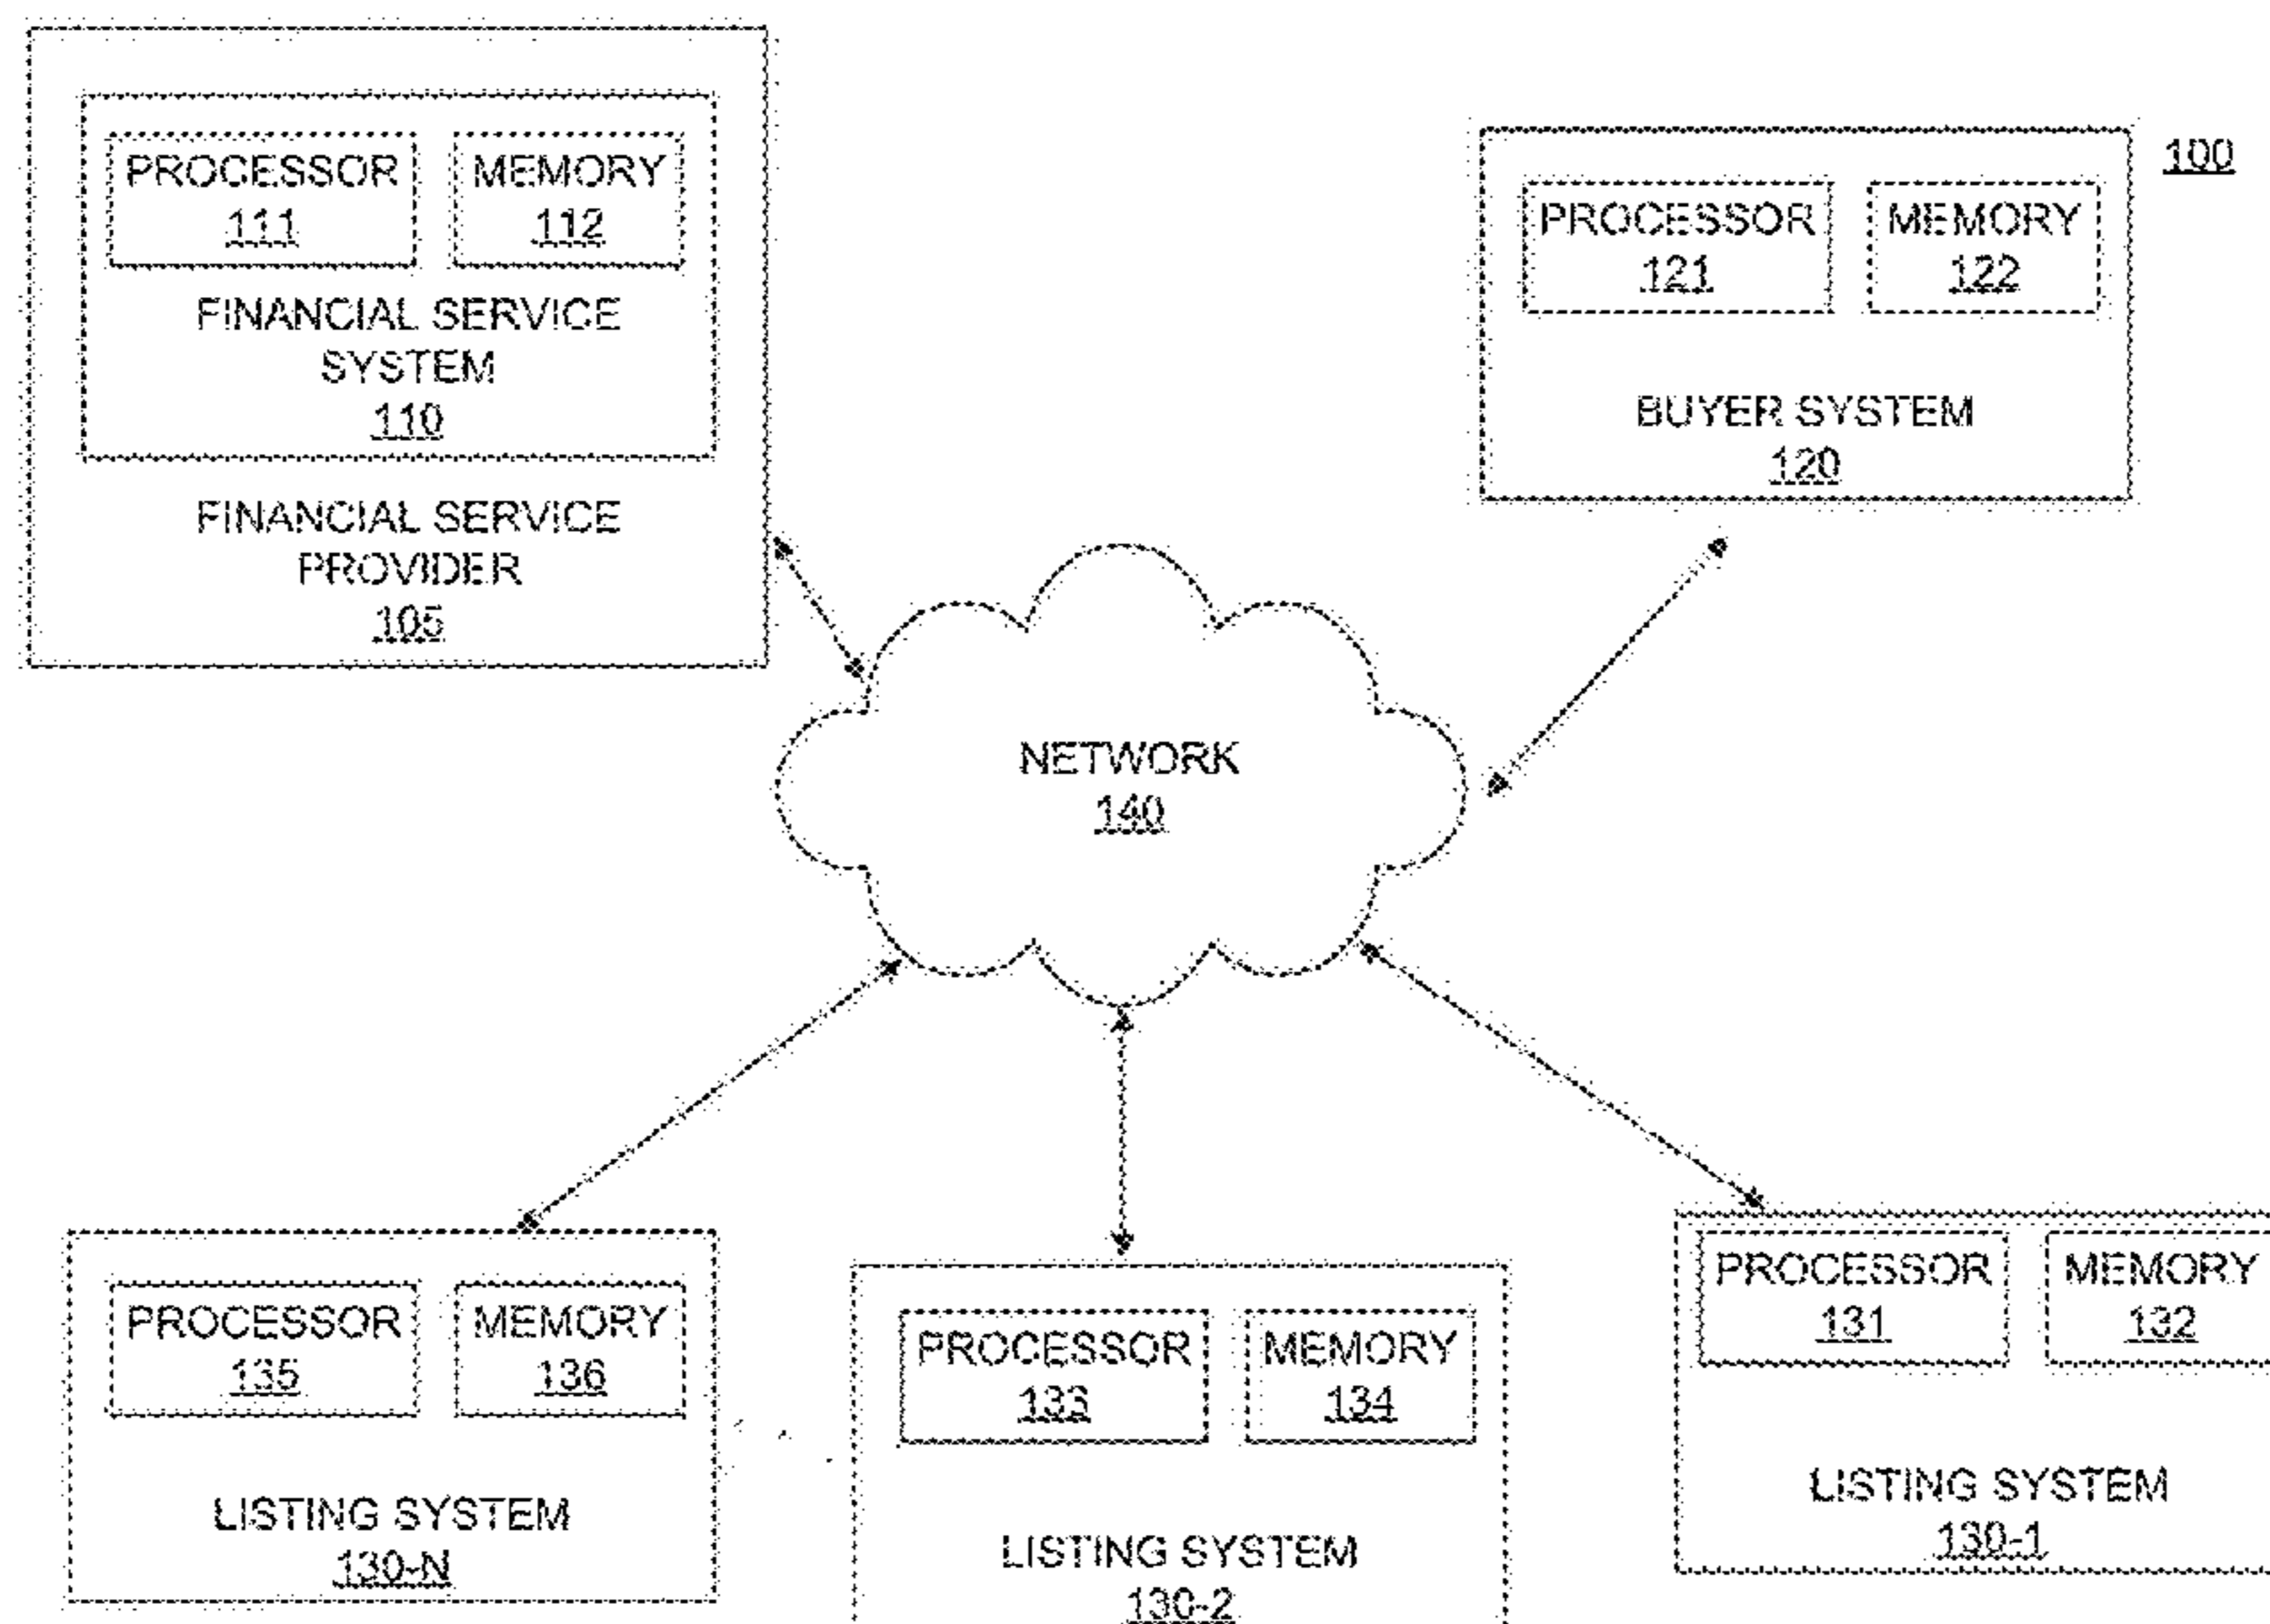 PROCESSOR
111
MEMORY
112
FINANCIAL SERVICE
SYSTEM
110
FINANCIAL SERVICE
PROVIDER
105
100
PROCESSOR
121
MEMORY
122
BUYER SYSTEM
120
NETWORK
140
PROCESSOR
135
MEMORY
136
LISTING SYSTEM
130-N
PROCESSOR
133
MEMORY
134
LISTING SYSTEM
130-2
PROCESSOR
131
MEMORY
132
LISTING SYSTEM
130-1